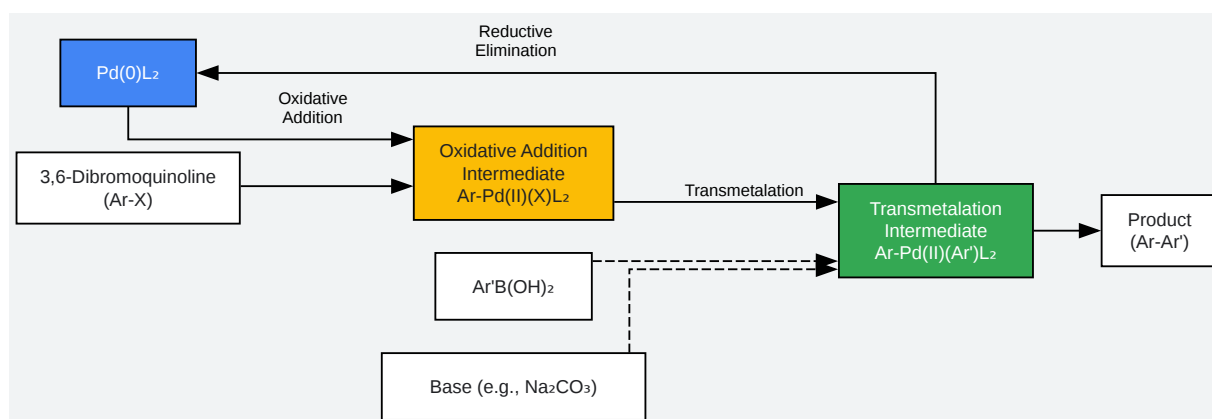 Reductive
Elimination
Pd(0)L₂
Oxidative
Addition
3,6-Dibromoquinoline
(Ar-X)
Oxidative Addition
Intermediate
Ar-Pd(II)(X)L₂
Transmetalation
Transmetalation
Intermediate
Ar-Pd(II)(Ar')L₂
Product
(Ar-Ar')
Ar'B(OH)₂
Base (e.g., Na₂CO₃)